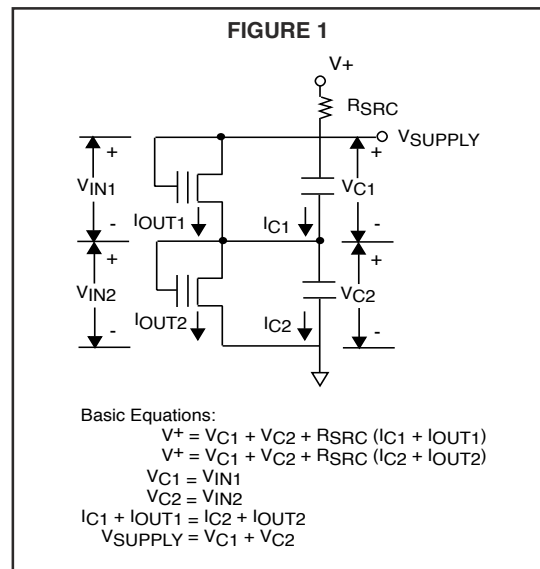 FIGURE 1
V+
RSRC
VSUPPLY
+
VIN1
-
IOUT1
IC1
+
VC1
-
+
VIN2
-
IOUT2
IC2
+
VC2
-
Basic Equations:
V+ = VC1 + VC2 + RSRC (IC1 + IOUT1)
V+ = VC1 + VC2 + RSRC (IC2 + IOUT2)
VC1 = VIN1
VC2 = VIN2
IC1 + IOUT1 = IC2 + IOUT2
VSUPPLY = VC1 + VC2